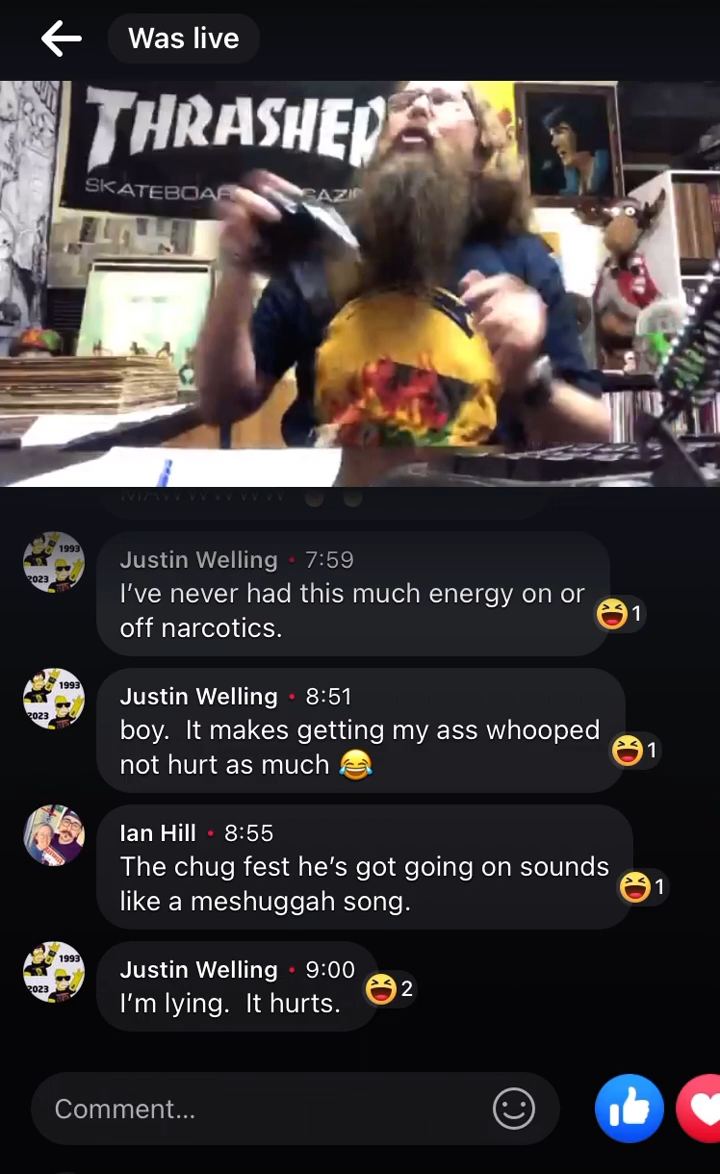 Was live
THRASHER
SKATEBOAR
AZI
Justin Welling • 7:59
I've never had this much energy on or
off narcotics.
1
1993
2023
Justin Welling • 8:51
boy.  It makes getting my ass whooped
not hurt as much 😂
1
1993
2023
Ian Hill • 8:55
The chug fest he's got going on sounds
like a meshuggah song.
1
Justin Welling • 9:00
I'm lying.  It hurts.
2
1993
2023
Comment...